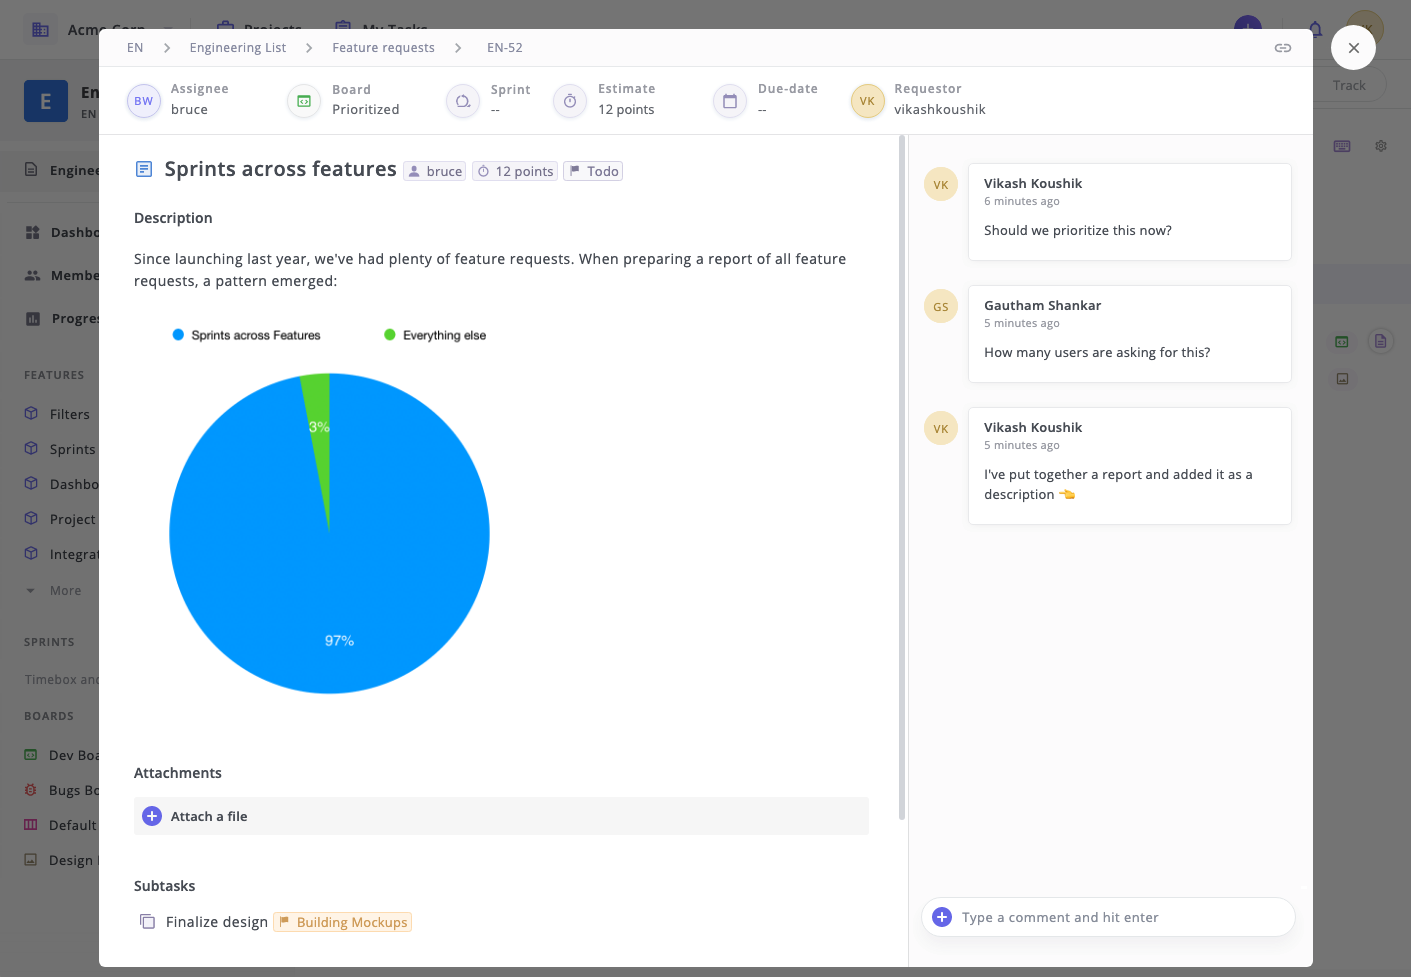 Acme Corp
Projects
My Tasks
VK
EN
Engineering List
Feature requests
EN-52
Assignee
bruce
BW
Board
Prioritized
Sprint
--
Estimate
12 points
Due-date
--
VK
Requestor
vikashkoushik
E
En
EN
Track
Enginee
Dashbo
Membe
Progres
FEATURES
Filters
Sprints
Dashbo
Project
Integrat
More
SPRINTS
Timebox and
BOARDS
Dev Boa
Bugs Bo
Default
Design
Sprints across features
bruce
12 points
Todo
Description
Since launching last year, we've had plenty of feature requests. When preparing a report of all feature
requests, a pattern emerged:
Sprints across Features
Everything else
3%
97%
Attachments
Attach a file
Subtasks
Finalize design
Building Mockups
VK
Vikash Koushik
6 minutes ago
Should we prioritize this now?
GS
Gautham Shankar
5 minutes ago
How many users are asking for this?
VK
Vikash Koushik
5 minutes ago
I've put together a report and added it as a
description 👈
Type a comment and hit enter